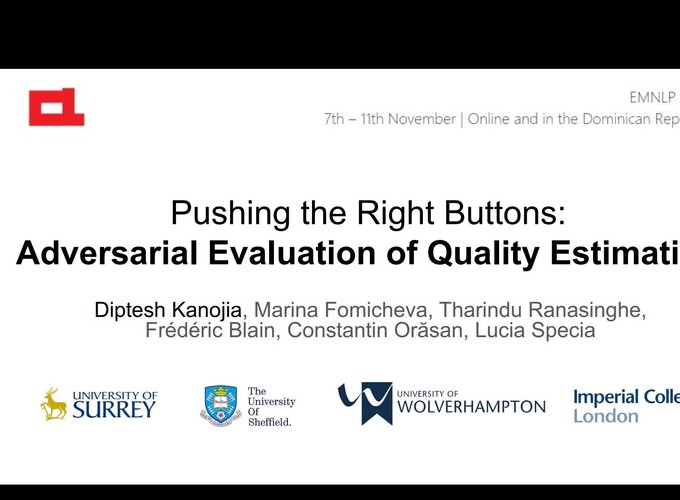 EMNLP
7th – 11th November | Online and in the Dominican Rep
Pushing the Right Buttons:
Adversarial Evaluation of Quality Estimati
Diptesh Kanojia, Marina Fomicheva, Tharindu Ranasinghe,
Frédéric Blain, Constantin Orăsan, Lucia Specia
UNIVERSITY OF
SURREY
The
University
Of
Sheffield.
UNIVERSITY OF
WOLVERHAMPTON
Imperial Colle
London